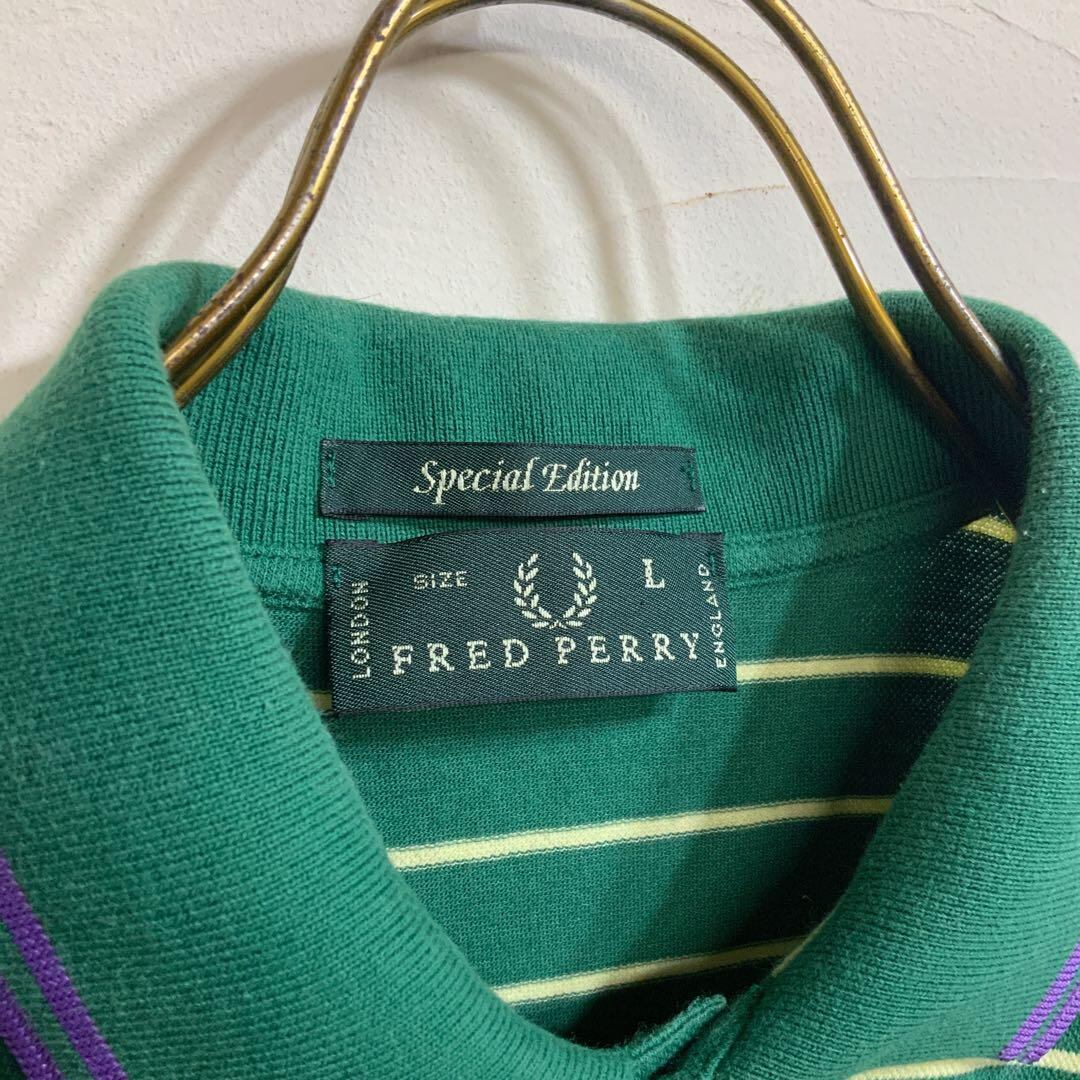 Special Edition
SIZE L
LONDON
FRED PERRY
ENGLAND